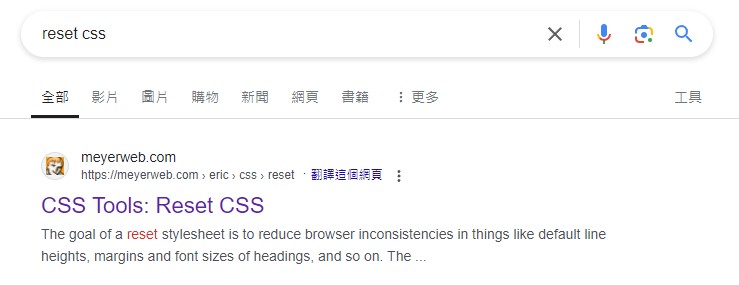 reset css
全部 影片 圖片 購物 新聞 網頁 書籍 ⋮ 更多 工具
meyerweb.com
https://meyerweb.com › eric › css › reset · 翻譯這個網頁 ⋮
CSS Tools: Reset CSS
The goal of a reset stylesheet is to reduce browser inconsistencies in things like default line
heights, margins and font sizes of headings, and so on. The ...